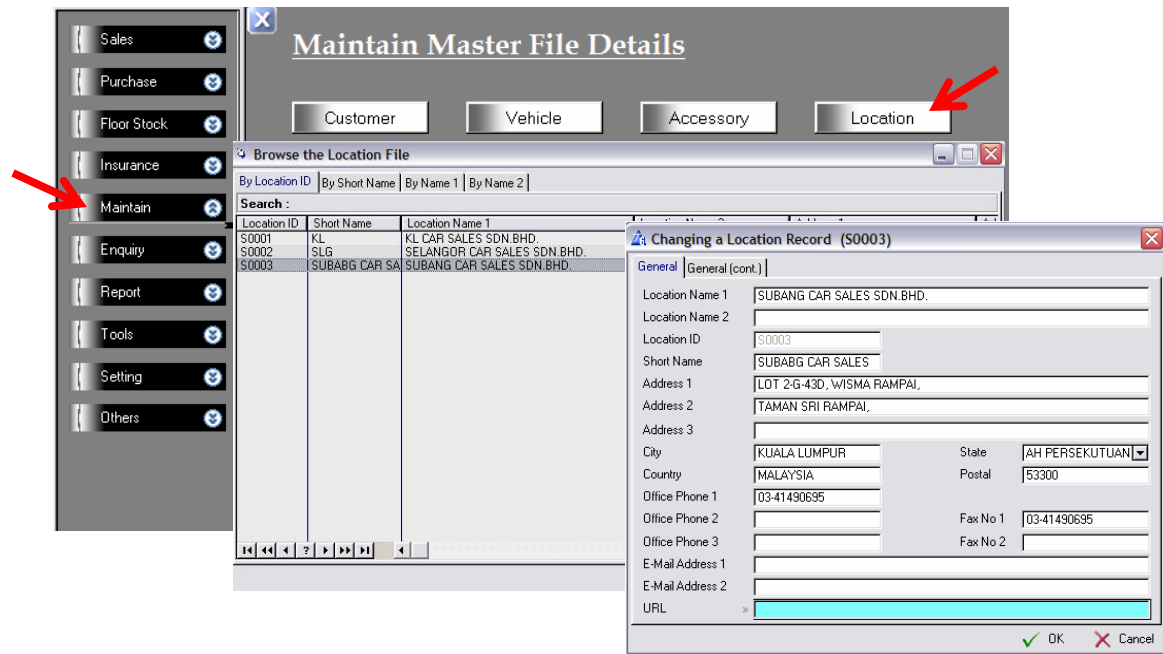 Sales
Purchase
Floor Stock
Insurance
Maintain
Enquiry
Report
Tools
Setting
Others
Maintain Master File Details
Customer Vehicle Accessory Location
Browse the Location File
By Location ID By Short Name By Name 1 By Name 2
Search :
Location ID Short Name Location Name 1
S0001 KL KL CAR SALES SDN.BHD.
S0002 SLG SELANGOR CAR SALES SDN.BHD.
S0003 SUBABG CAR SA SUBANG CAR SALES SDN.BHD.
Changing a Location Record (S0003)
General General (cont.)
Location Name 1 SUBANG CAR SALES SDN.BHD.
Location Name 2
Location ID S0003
Short Name SUBABG CAR SALES
Address 1 LOT 2-G-43D, WISMA RAMPAI,
Address 2 TAMAN SRI RAMPAI,
Address 3
City KUALA LUMPUR State AH PERSEKUTUAN
Country MALAYSIA Postal 53300
Office Phone 1 03-41490695
Office Phone 2 Fax No 1 03-41490695
Office Phone 3 Fax No 2
E-Mail Address 1
E-Mail Address 2
URL »
OK Cancel